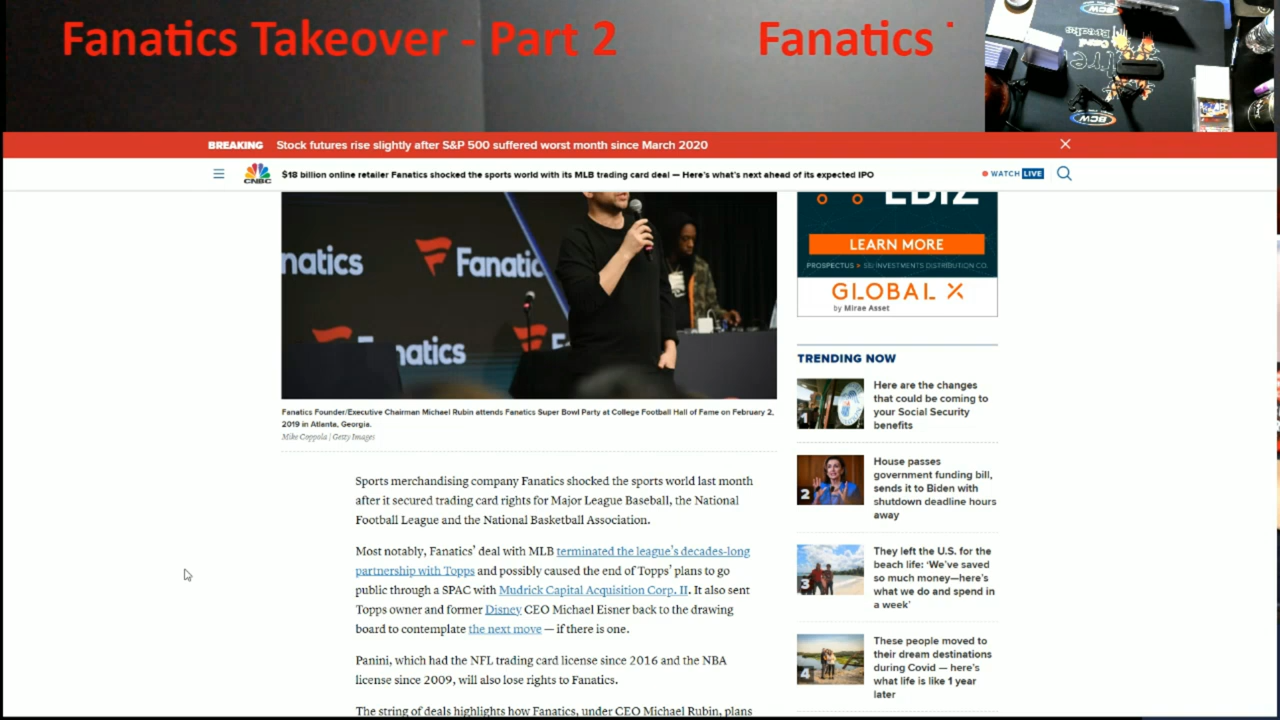 Fanatics Takeover - Part 2 Fanatics
BREAKING Stock futures rise slightly after S&P 500 suffered worst month since March 2020
CNBC
$18 billion online retailer Fanatics shocked the sports world with its MLB trading card deal — Here's what's next ahead of its expected IPO
WATCH LIVE
natics
Fanatic
natics
F
LEARN MORE
PROSPECTUS > SEI INVESTMENTS DISTRIBUTION CO.
GLOBAL X
by Mirae Asset
Fanatics Founder/Executive Chairman Michael Rubin attends Fanatics Super Bowl Party at College Football Hall of Fame on February 2,
2019 in Atlanta, Georgia.
Mike Coppola | Getty Images
Sports merchandising company Fanatics shocked the sports world last month
after it secured trading card rights for Major League Baseball, the National
Football League and the National Basketball Association.
Most notably, Fanatics' deal with MLB terminated the league's decades-long
partnership with Topps and possibly caused the end of Topps' plans to go
public through a SPAC with Mudrick Capital Acquisition Corp. II. It also sent
Topps owner and former Disney CEO Michael Eisner back to the drawing
board to contemplate the next move — if there is one.
Panini, which had the NFL trading card license since 2016 and the NBA
license since 2009, will also lose rights to Fanatics.
The string of deals highlights how Fanatics, under CEO Michael Rubin, plans
TRENDING NOW
1
Here are the changes
that could be coming to
your Social Security
benefits
2
House passes
government funding bill,
sends it to Biden with
shutdown deadline hours
away
3
They left the U.S. for the
beach life: 'We've saved
so much money—here's
what we do and spend in
a week'
4
These people moved to
their dream destinations
during Covid — here's
what life is like 1 year
later
BCW
BCW